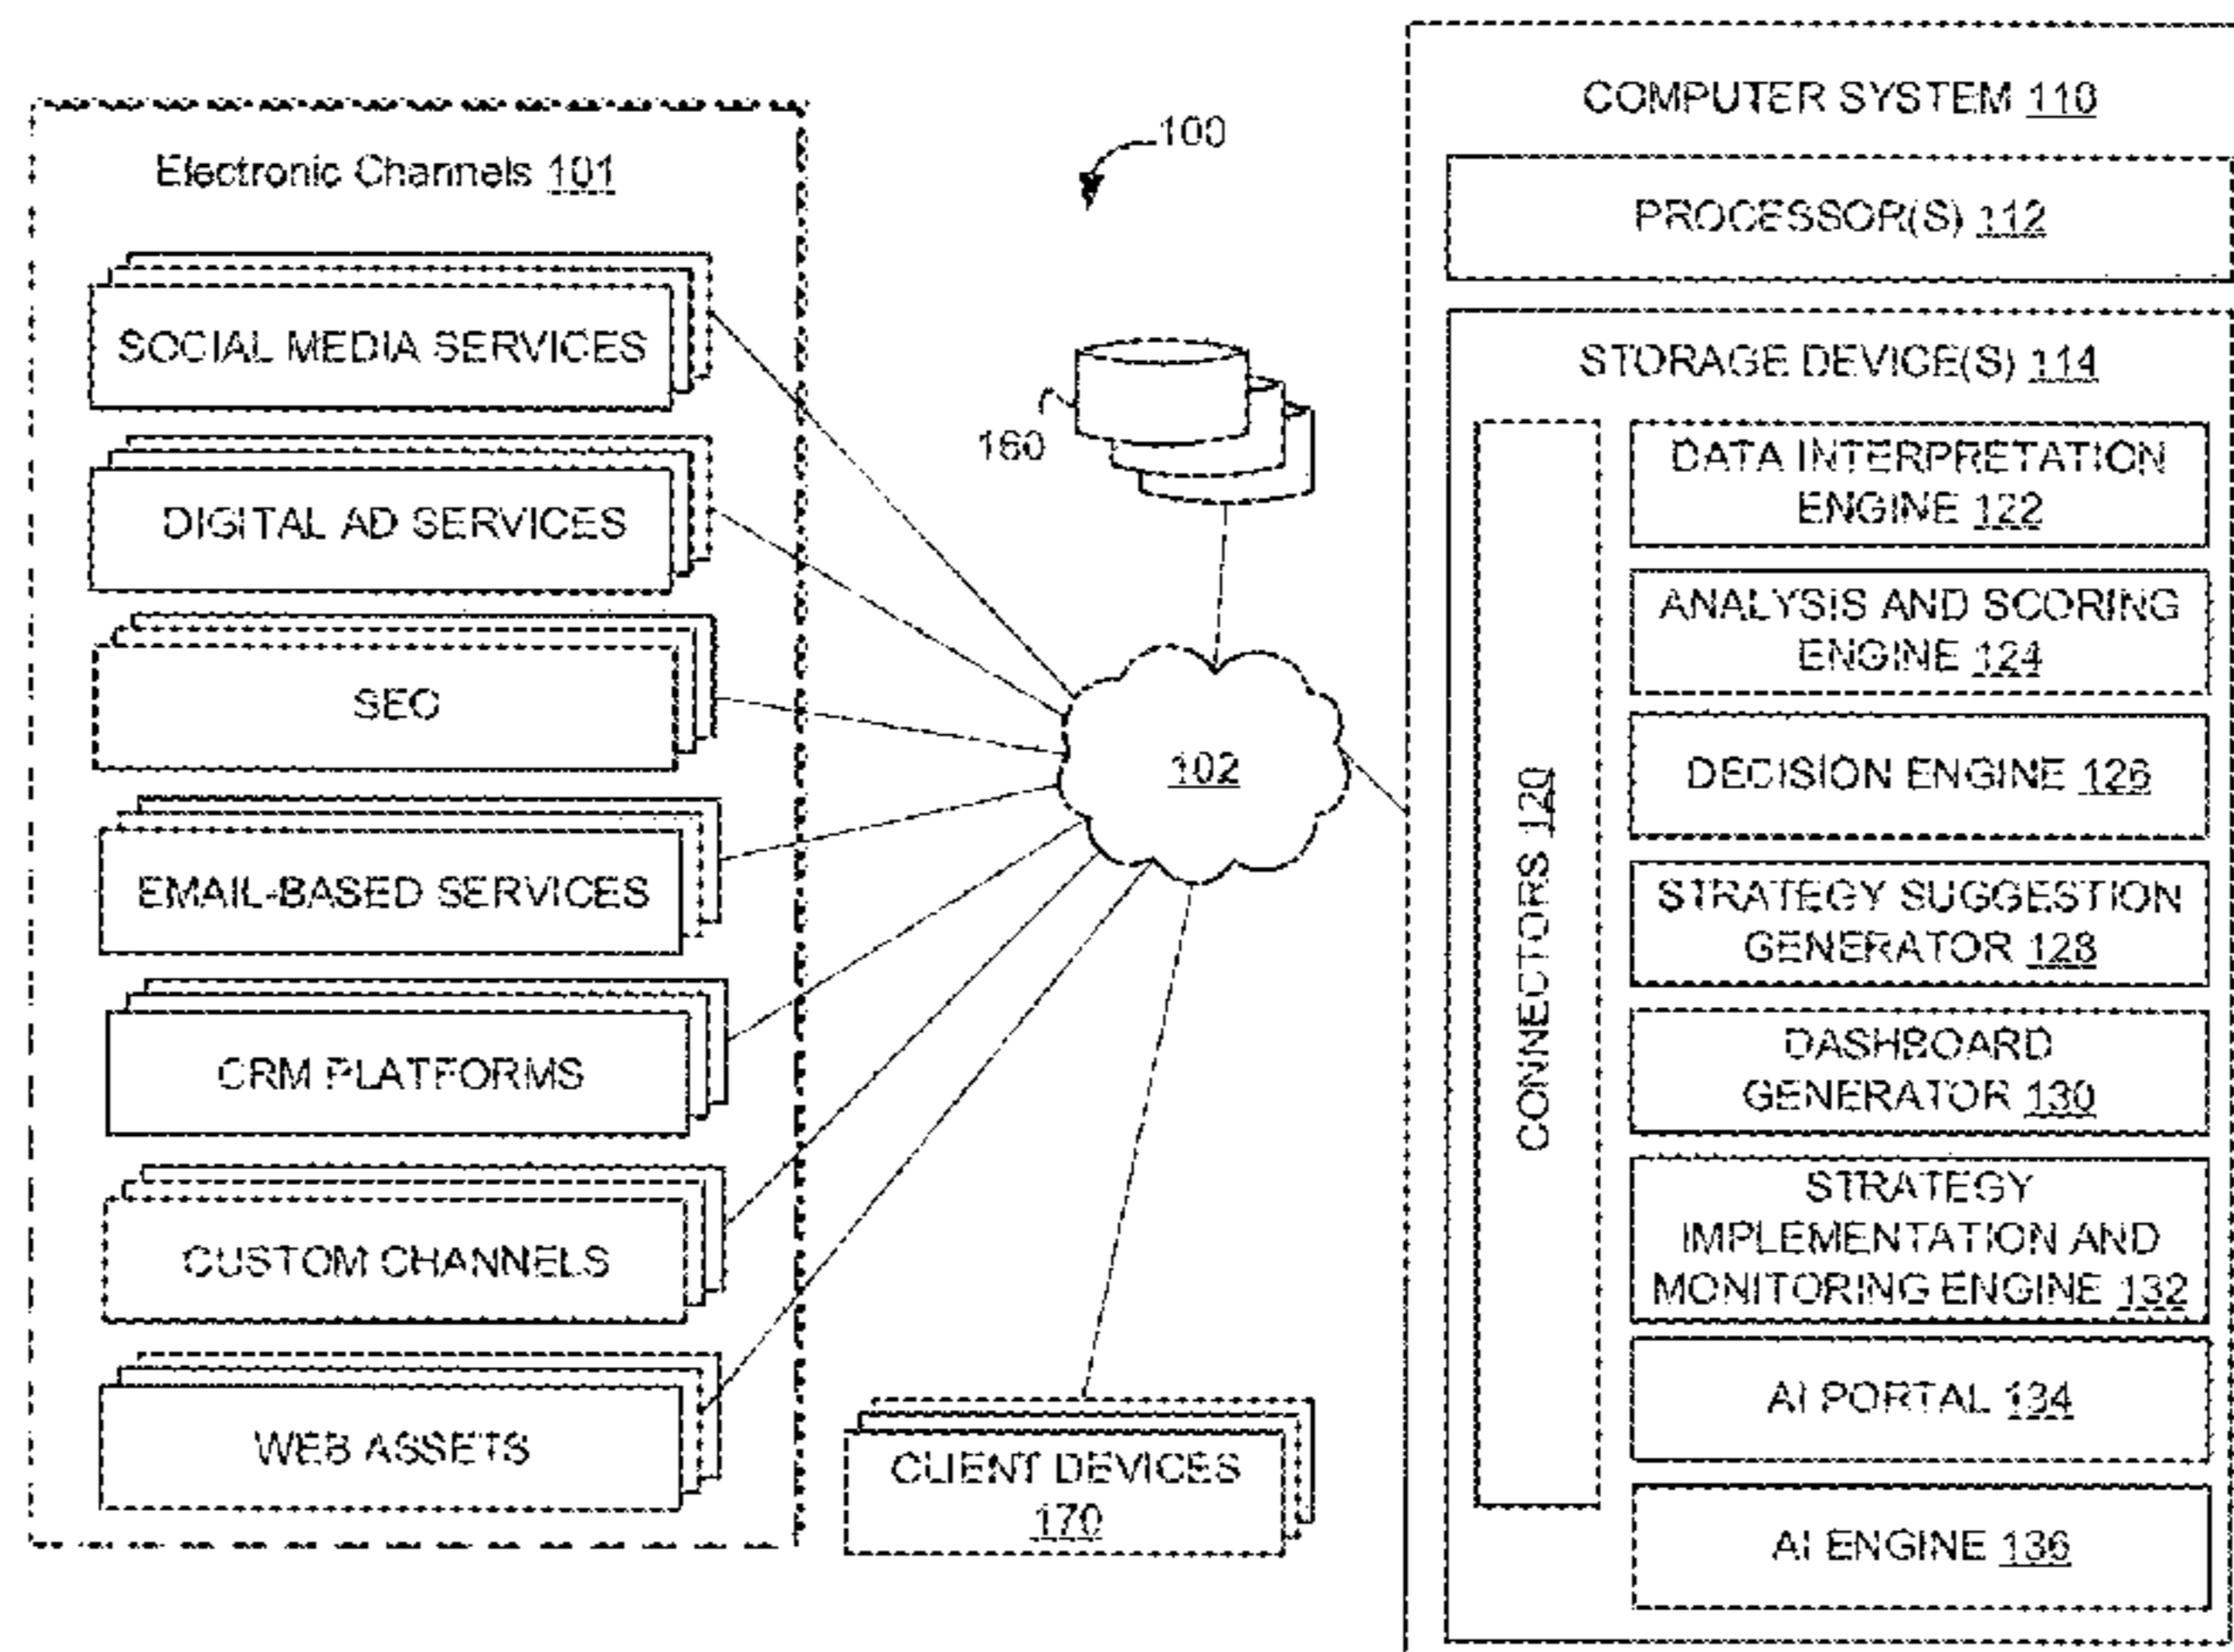 100
Electronic Channels 101
SOCIAL MEDIA SERVICES
DIGITAL AD SERVICES
SEO
EMAIL-BASED SERVICES
CRM PLATFORMS
CUSTOM CHANNELS
WEB ASSETS
160
102
CLIENT DEVICES
170
COMPUTER SYSTEM 110
PROCESSOR(S) 112
STORAGE DEVICE(S) 114
CONNECTORS 120
DATA INTERPRETATION
ENGINE 122
ANALYSIS AND SCORING
ENGINE 124
DECISION ENGINE 126
STRATEGY SUGGESTION
GENERATOR 128
DASHBOARD
GENERATOR 130
STRATEGY
IMPLEMENTATION AND
MONITORING ENGINE 132
AI PORTAL 134
AI ENGINE 136